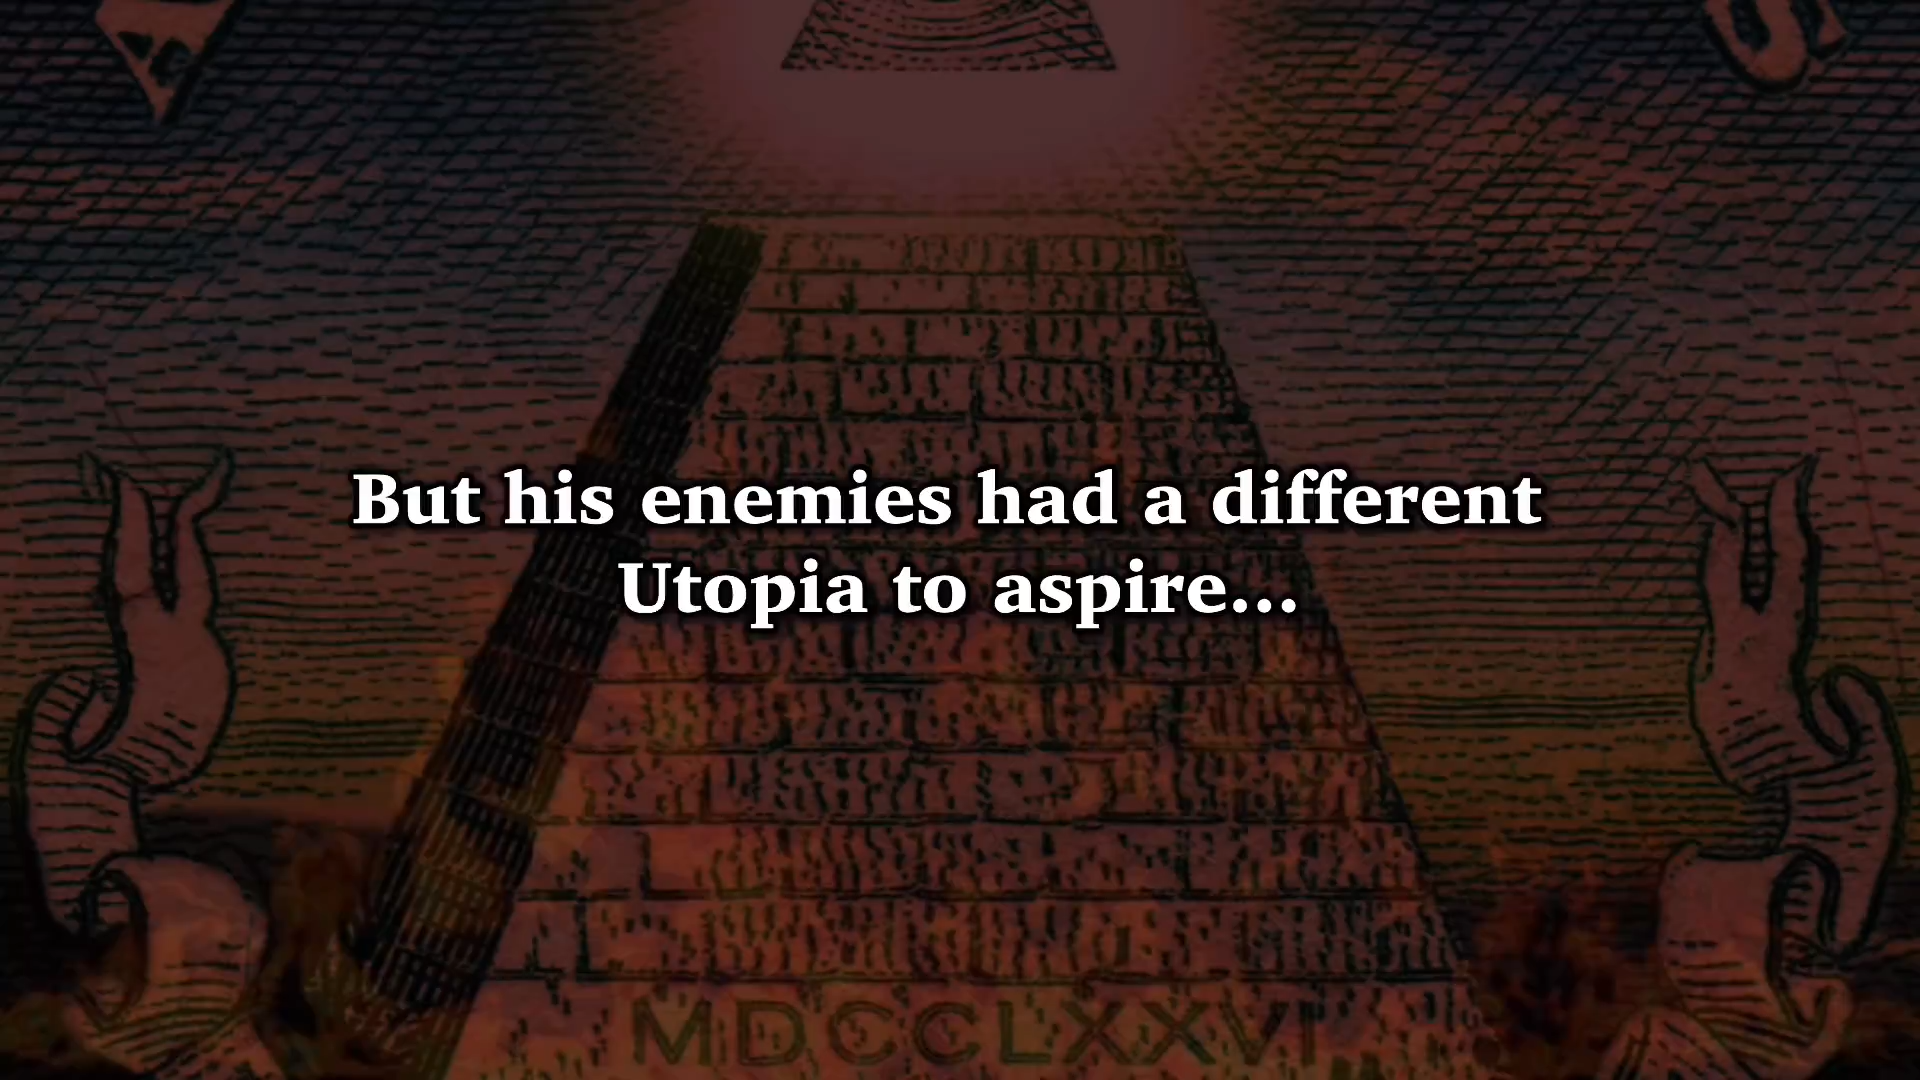 But his enemies had a different
Utopia to aspire...
MDCCLXXVI